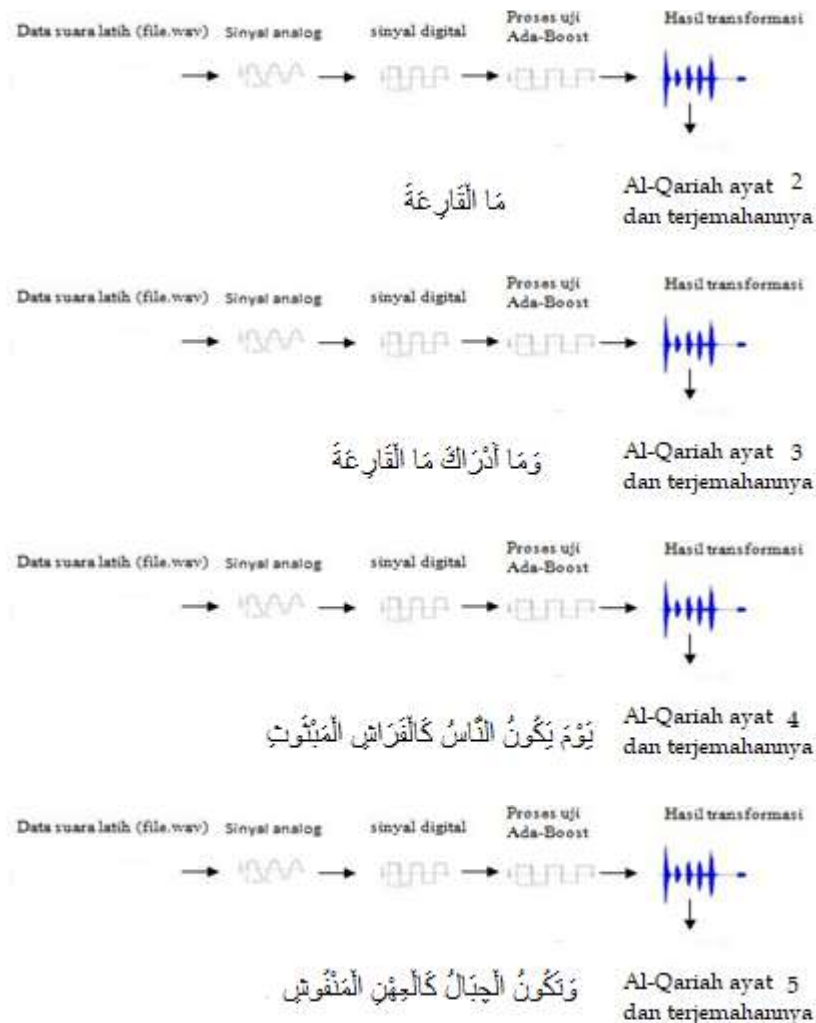 Data suara latih (file.wav) Sinyal analog sinyal digital Proses uji Ada-Boost Hasil transformasi
مَا الْقَارِعَةُ
Al-Qariah ayat 2
dan terjemahannya
Data suara latih (file.wav) Sinyal analog sinyal digital Proses uji Ada-Boost Hasil transformasi
وَمَا أَدْرَاكَ مَا الْقَارِعَةُ
Al-Qariah ayat 3
dan terjemahannya
Data suara latih (file.wav) Sinyal analog sinyal digital Proses uji Ada-Boost Hasil transformasi
يَوْمَ يَكُونُ النَّاسُ كَالْفَرَاشِ الْمَبْثُوثِ
Al-Qariah ayat 4
dan terjemahannya
Data suara latih (file.wav) Sinyal analog sinyal digital Proses uji Ada-Boost Hasil transformasi
وَتَكُونُ الْجِبَالُ كَالْعِهْنِ الْمَنْفُوشِ
Al-Qariah ayat 5
dan terjemahannya